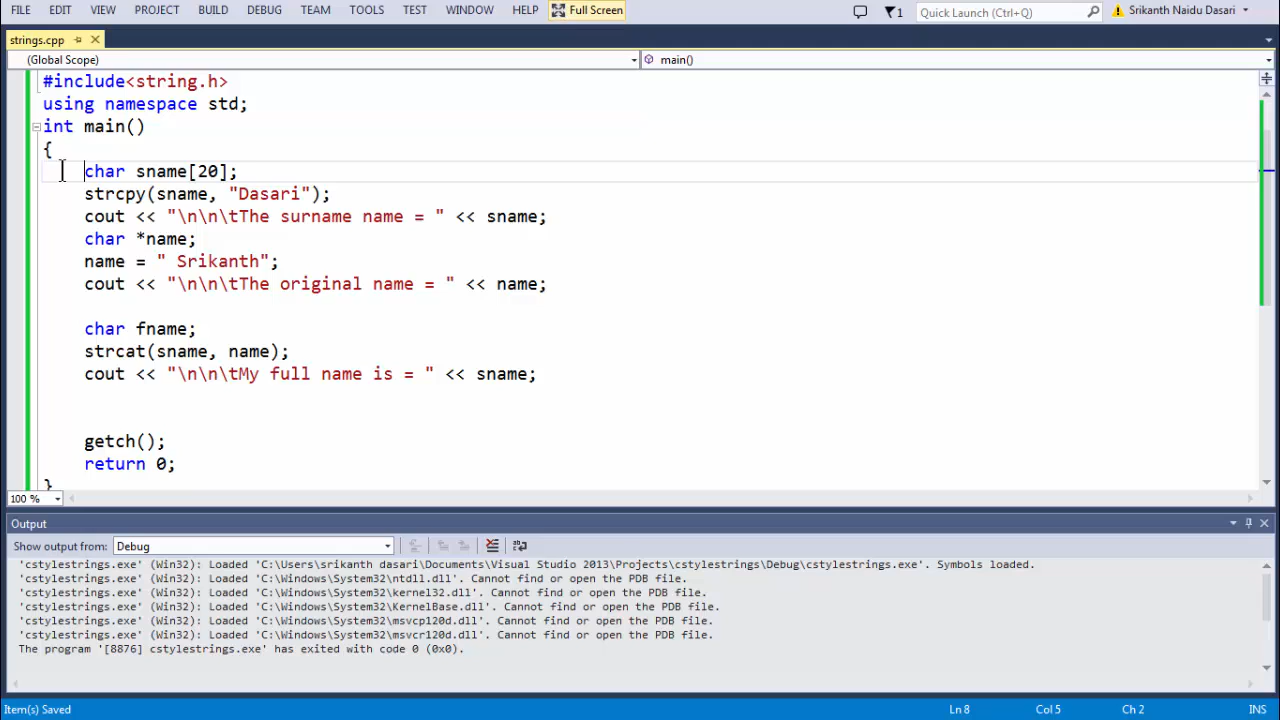 FILE EDIT VIEW PROJECT BUILD DEBUG TEAM TOOLS TEST WINDOW HELP Full Screen 1 Quick Launch (Ctrl+Q) Srikanth Naidu Dasari
strings.cpp
(Global Scope) main()
#include<string.h>
using namespace std;
int main()
{
char sname[20];
strcpy(sname, "Dasari");
cout << "\n\n\tThe surname name = " << sname;
char *name;
name = " Srikanth";
cout << "\n\n\tThe original name = " << name;
char fname;
strcat(sname, name);
cout << "\n\n\tMy full name is = " << sname;
getch();
return 0;
}
100 %
Output
Show output from: Debug
'cstylestrings.exe' (Win32): Loaded 'C:\Users\srikanth dasari\Documents\Visual Studio 2013\Projects\cstylestrings\Debug\cstylestrings.exe'. Symbols loaded.
'cstylestrings.exe' (Win32): Loaded 'C:\Windows\System32\ntdll.dll'. Cannot find or open the PDB file.
'cstylestrings.exe' (Win32): Loaded 'C:\Windows\System32\kernel32.dll'. Cannot find or open the PDB file.
'cstylestrings.exe' (Win32): Loaded 'C:\Windows\System32\KernelBase.dll'. Cannot find or open the PDB file.
'cstylestrings.exe' (Win32): Loaded 'C:\Windows\System32\msvcp120d.dll'. Cannot find or open the PDB file.
'cstylestrings.exe' (Win32): Loaded 'C:\Windows\System32\msvcr120d.dll'. Cannot find or open the PDB file.
The program '[8876] cstylestrings.exe' has exited with code 0 (0x0).
Item(s) Saved Ln 8 Col 5 Ch 2 INS